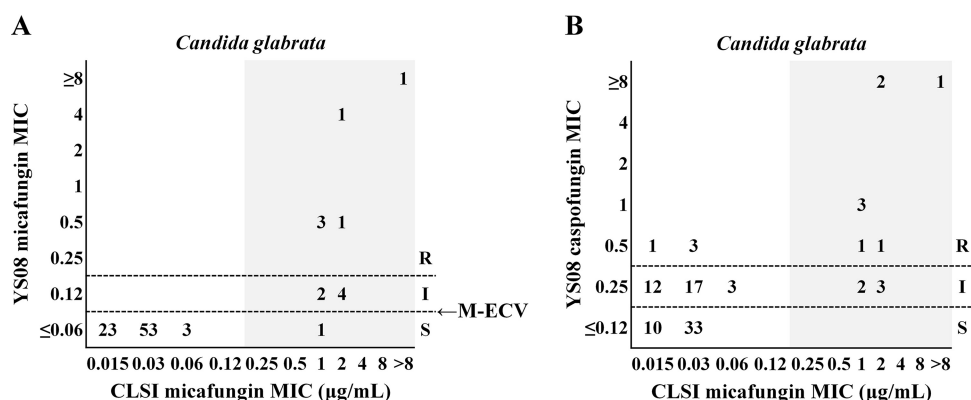 A
Candida glabrata
YS08 micafungin MIC
≥8 1
4 1
2
1
0.5 3 1
0.25 R
0.12 2 4 I
←M-ECV
≤0.06 23 53 3 1 S
0.015 0.03 0.06 0.12 0.25 0.5 1 2 4 8 >8
CLSI micafungin MIC (µg/mL)
B
Candida glabrata
YS08 caspofungin MIC
≥8 2 1
4
2
1 3
0.5 1 3 1 1 R
0.25 12 17 3 2 3 I
≤0.12 10 33 S
0.015 0.03 0.06 0.12 0.25 0.5 1 2 4 8 >8
CLSI micafungin MIC (µg/mL)